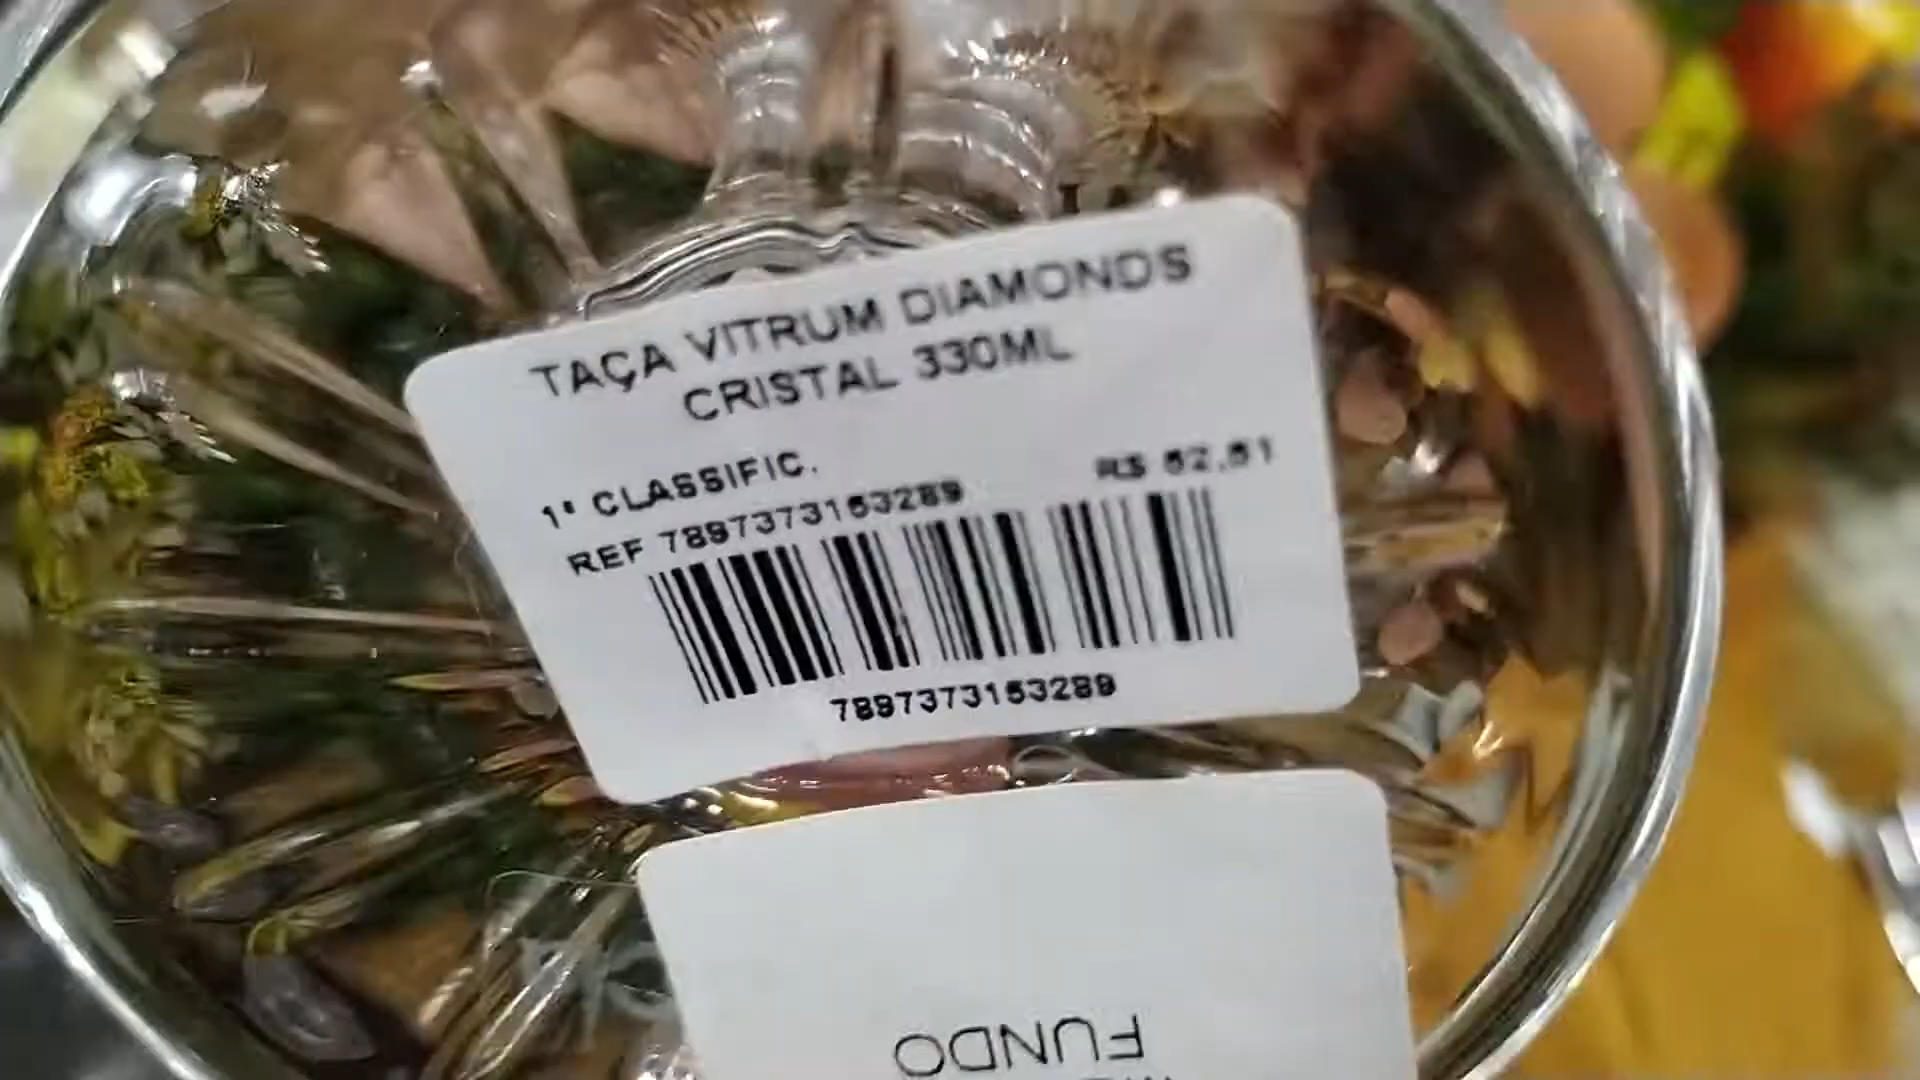 TAÇA VITRUM DIAMONDS
CRISTAL 330ML
1ª CLASSIFIC.
R$
REF 7897373153289
7897373153289
FUNDO